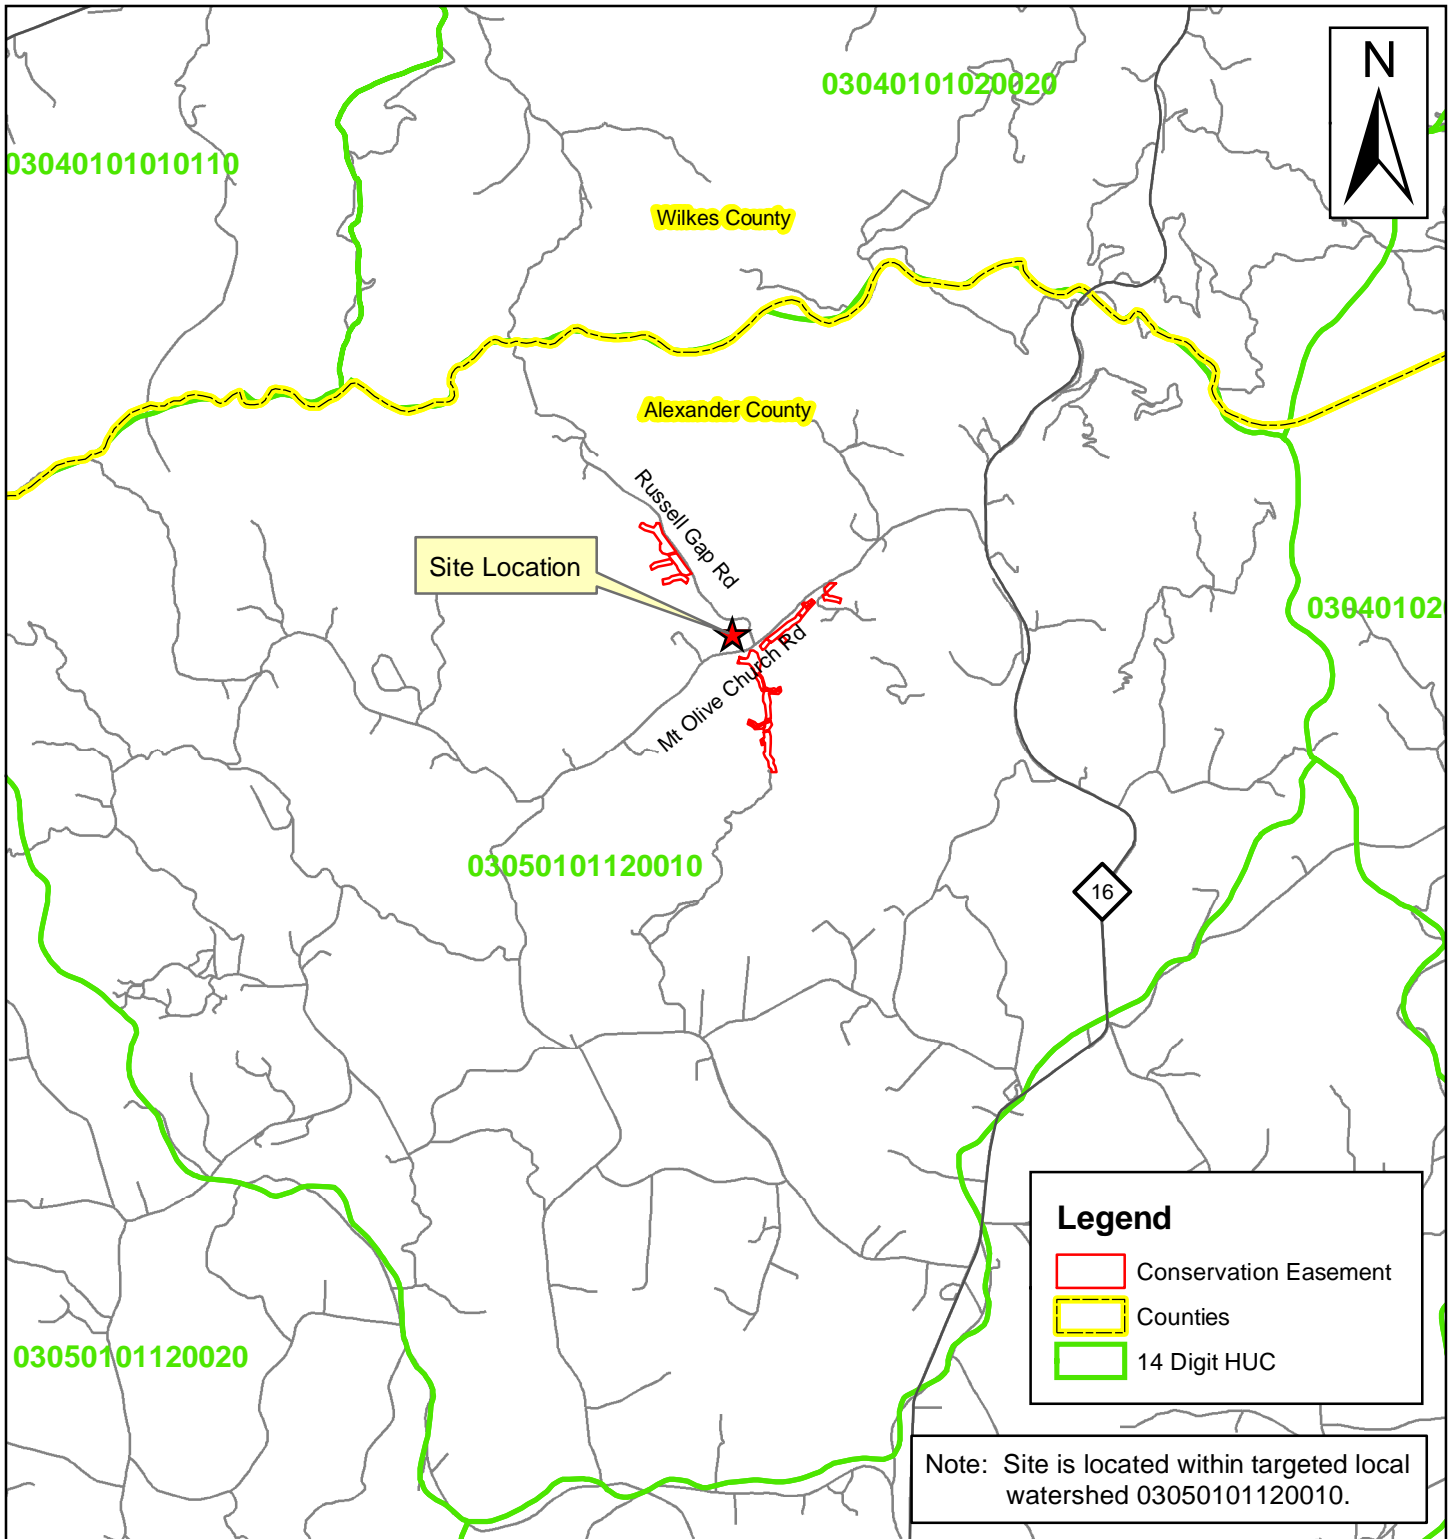 N
03040101020020
03040101010110
Wilkes County
Alexander County
Russell Gap Rd
Site Location
030401020
Mt Olive Church Rd
03050101120010
16
Legend
Conservation Easement
Counties
14 Digit HUC
03050101120020
Note: Site is located within targeted local
watershed 03050101120010.